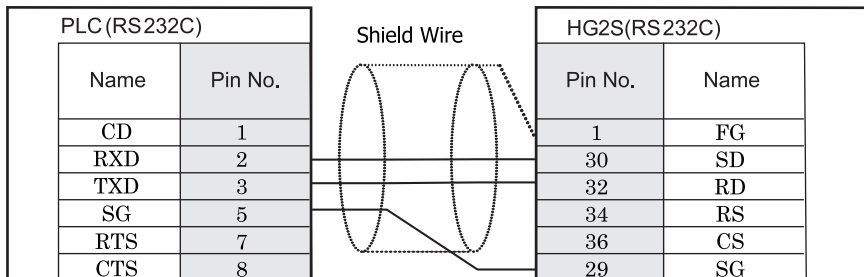 PLC(RS232C) Shield Wire HG2S(RS232C)
Name Pin No. Pin No. Name
CD 1 1 FG
RXD 2 30 SD
TXD 3 32 RD
SG 5 34 RS
RTS 7 36 CS
CTS 8 29 SG